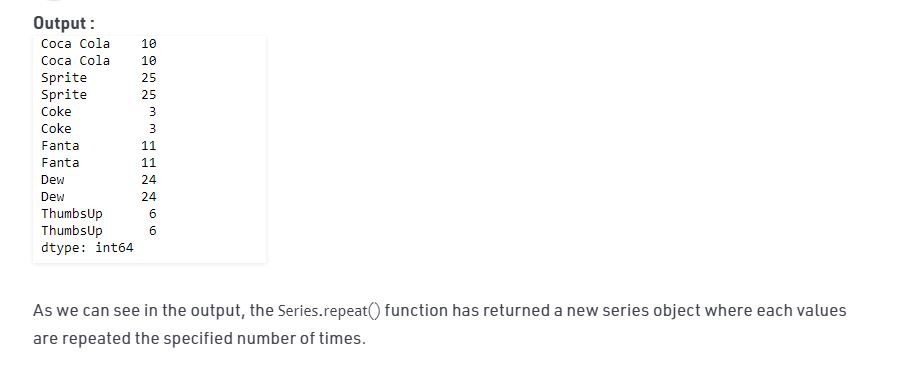 Output :
Coca Cola    10
Coca Cola    10
Sprite       25
Sprite       25
Coke          3
Coke          3
Fanta        11
Fanta        11
Dew          24
Dew          24
ThumbsUp      6
ThumbsUp      6
dtype: int64
As we can see in the output, the Series.repeat() function has returned a new series object where each values
are repeated the specified number of times.